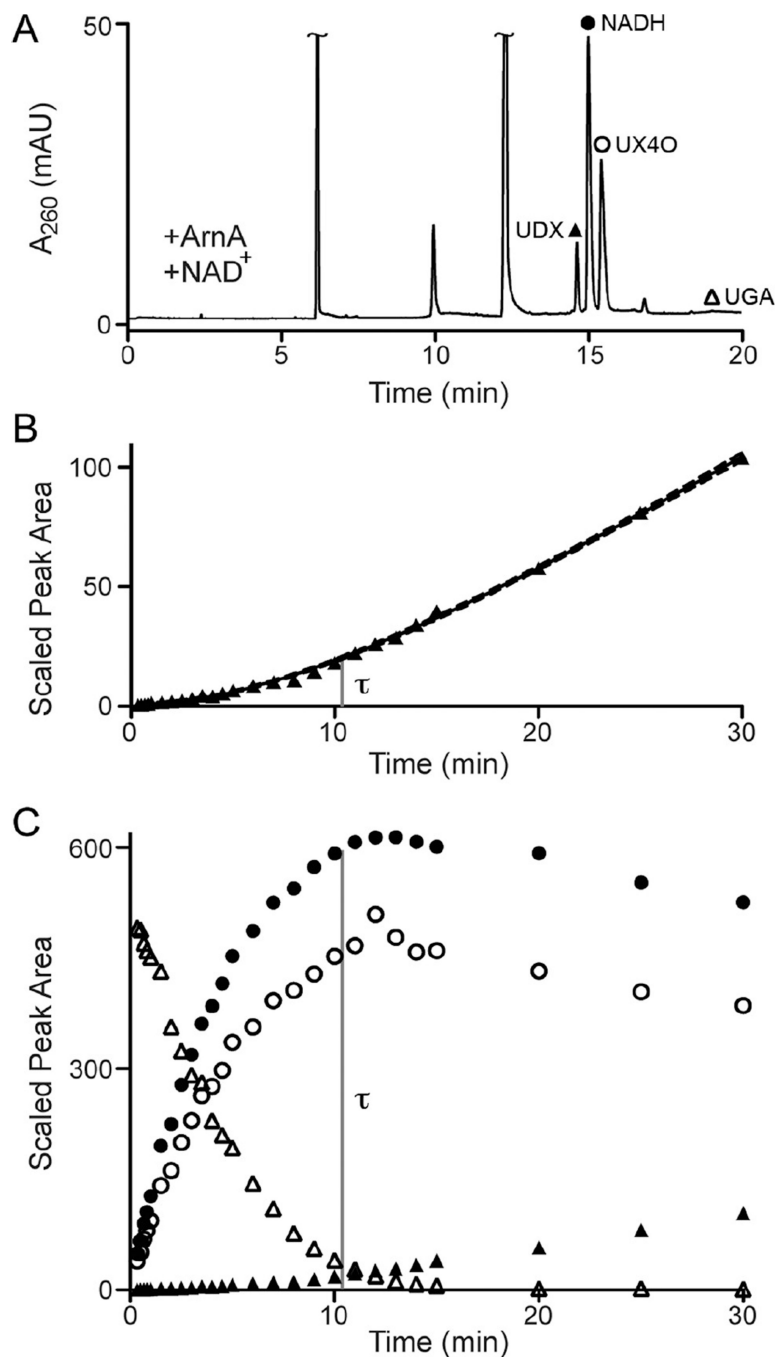 A
50
A260 (mAU)
0
+ArnA
+NAD+
● NADH
○ UX4O
UDX ▲
△ UGA
0 5 10 15 20
Time (min)
B
Scaled Peak Area
100
50
0
τ
0 10 20 30
Time (min)
C
Scaled Peak Area
600
300
0
τ
0 10 20 30
Time (min)